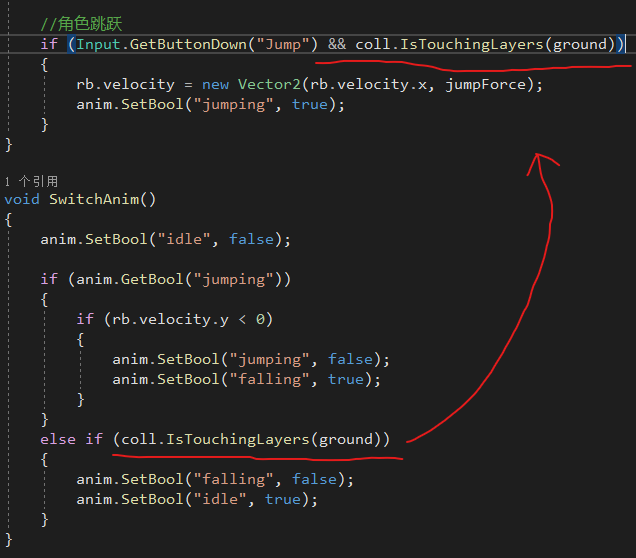 //角色跳跃
if (Input.GetButtonDown("Jump") && coll.IsTouchingLayers(ground))
{
rb.velocity = new Vector2(rb.velocity.x, jumpForce);
anim.SetBool("jumping", true);
}
}
1 个引用
void SwitchAnim()
{
anim.SetBool("idle", false);
if (anim.GetBool("jumping"))
{
if (rb.velocity.y < 0)
{
anim.SetBool("jumping", false);
anim.SetBool("falling", true);
}
}
else if (coll.IsTouchingLayers(ground))
{
anim.SetBool("falling", false);
anim.SetBool("idle", true);
}
}